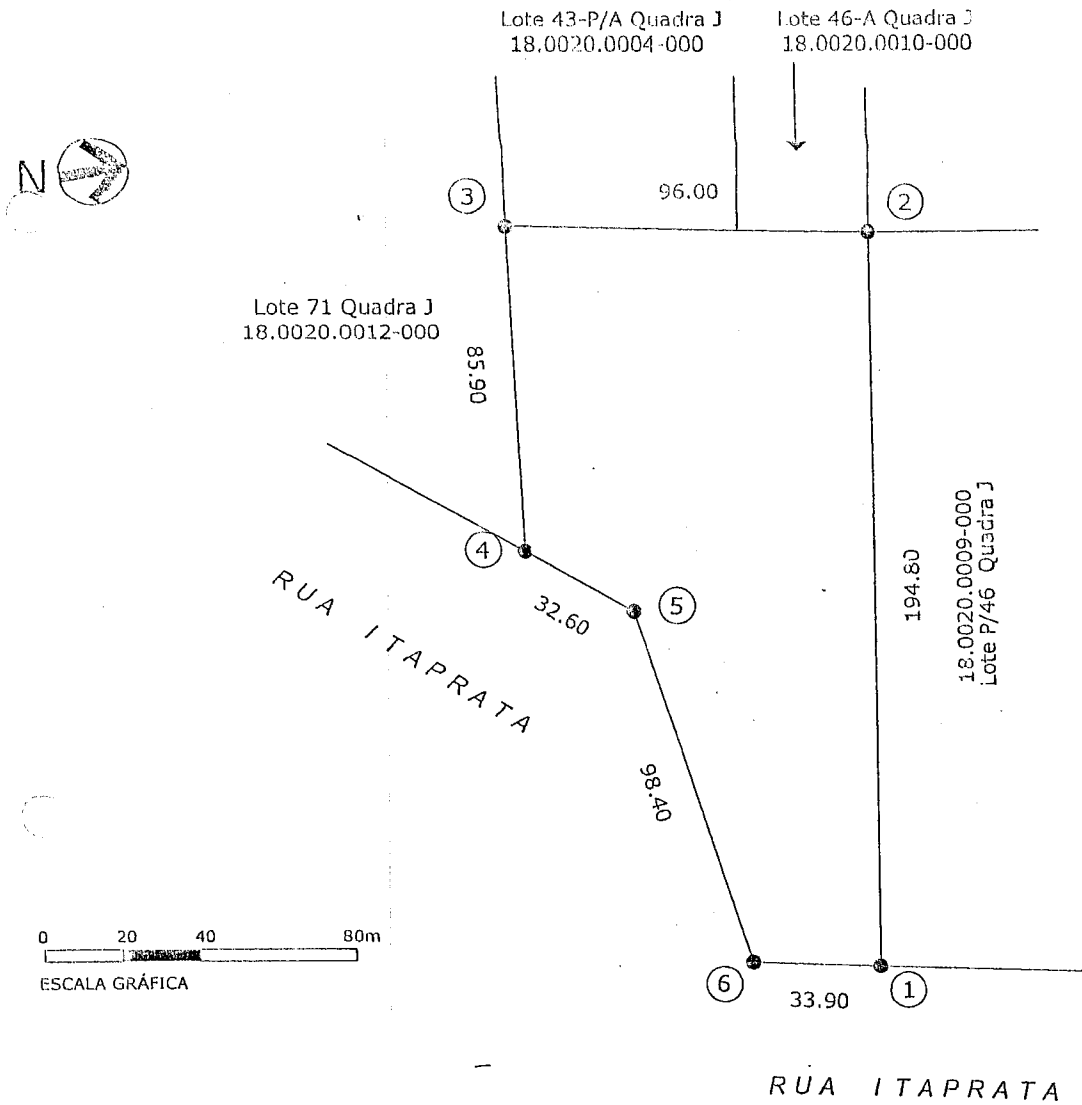 Lote 43-P/A Quadra J
18.0020.0004-000
Lote 46-A Quadra J
18.0020.0010-000
N
3
96.00
2
Lote 71 Quadra J
18.0020.0012-000
85.90
4
5
32.60
RUA ITAPRATA
194.80
18.0020.0009-000
Lote P/46 Quadra J
98.40
0 20 40 80m
ESCALA GRÁFICA
6
33.90
1
RUA ITAPRATA